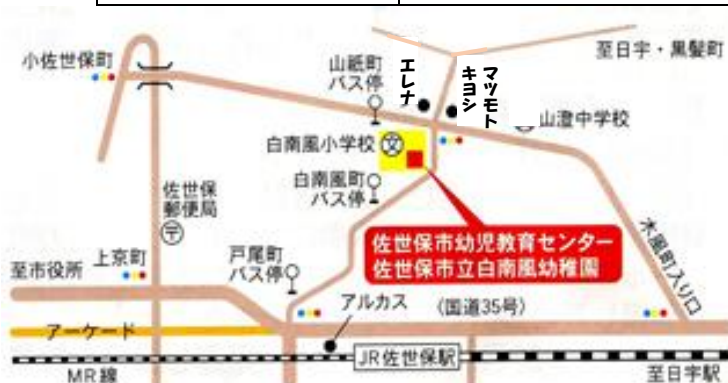 小佐世保町
山祗町
バス停
エレナ
マツモト
キヨシ
至日宇・黒髪町
山澄中学校
白南風小学校
文
白南風町
バス停
佐世保
郵便局
〒
木風町入り口
佐世保市幼児教育センター
佐世保市立白南風幼稚園
戸尾町
バス停
上京町
至市役所
アルカス
(国道35号)
アーケード
JR佐世保駅
MR線
至日宇駅